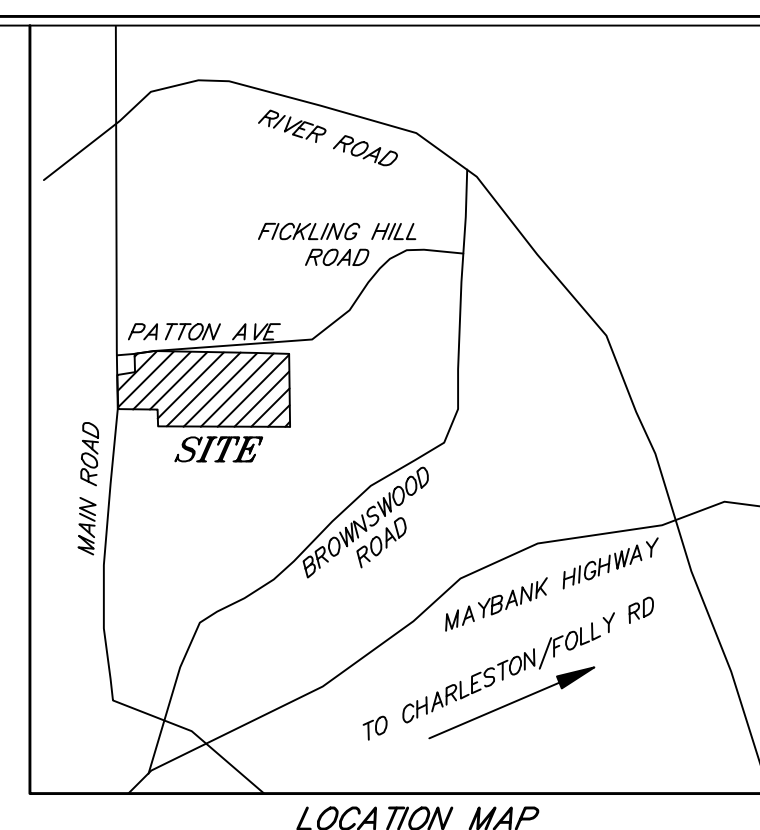 RIVER ROAD
FICKLING HILL
ROAD
PATTON AVE
SITE
MAIN ROAD
BROWNSWOOD
ROAD
MAYBANK HIGHWAY
TO CHARLESTON/FOLLY RD
LOCATION MAP